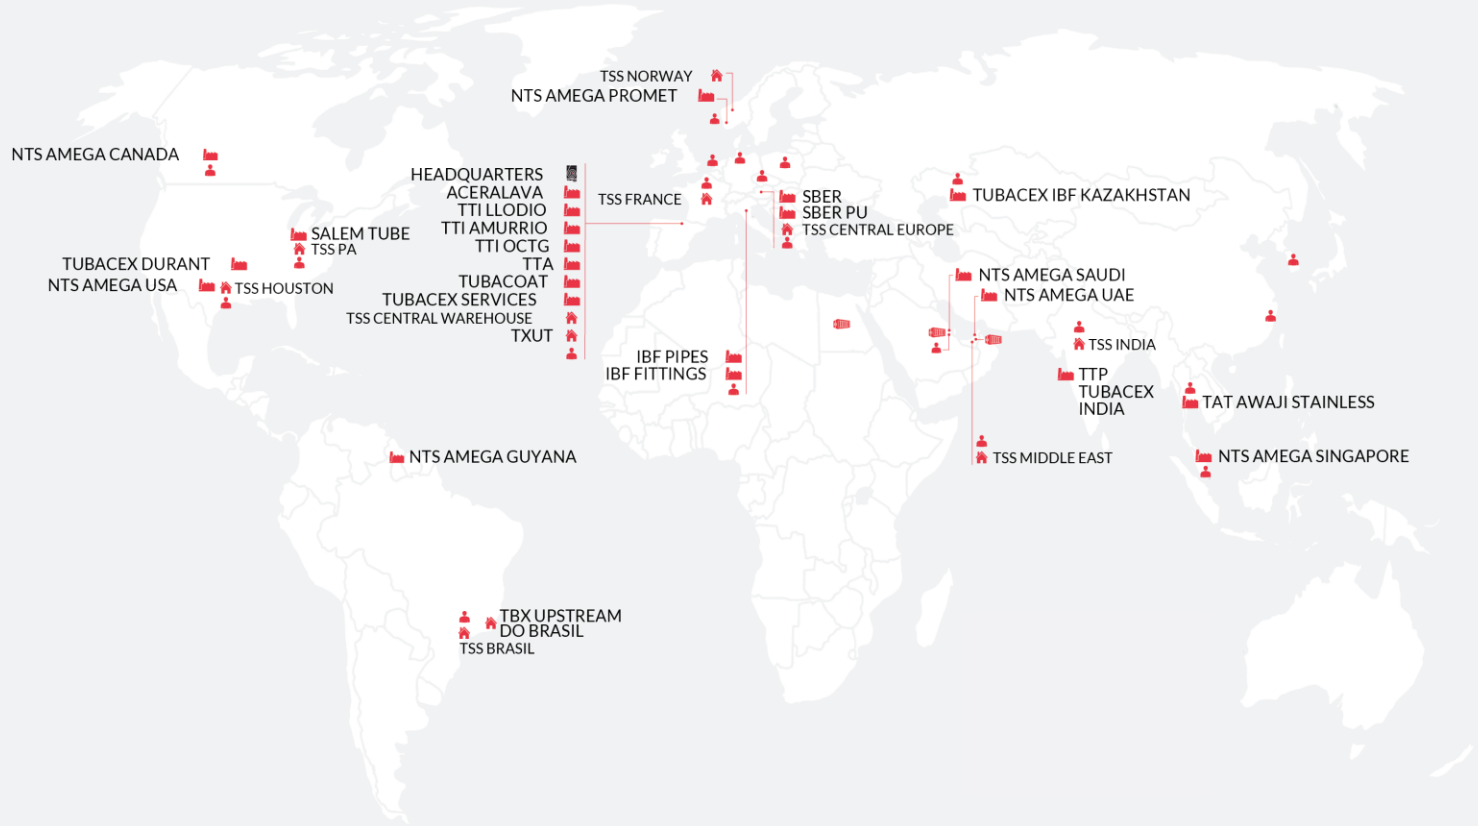 TSS NORWAY
NTS AMEGA PROMET
NTS AMEGA CANADA
HEADQUARTERS
ACERALAVA
TTI LLODIO
TTI AMURRIO
TTI OCTG
TTA
TUBACOAT
TUBACEX SERVICES
TSS CENTRAL WAREHOUSE
TXUT
TSS FRANCE
SBER
SBER PU
TSS CENTRAL EUROPE
TUBACEX IBF KAZAKHSTAN
SALEM TUBE
TSS PA
TUBACEX DURANT
NTS AMEGA USA
TSS HOUSTON
NTS AMEGA SAUDI
NTS AMEGA UAE
TSS INDIA
IBF PIPES
IBF FITTINGS
TTP
TUBACEX
INDIA
TAT AWAJI STAINLESS
NTS AMEGA GUYANA
TSS MIDDLE EAST
NTS AMEGA SINGAPORE
TBX UPSTREAM
DO BRASIL
TSS BRASIL